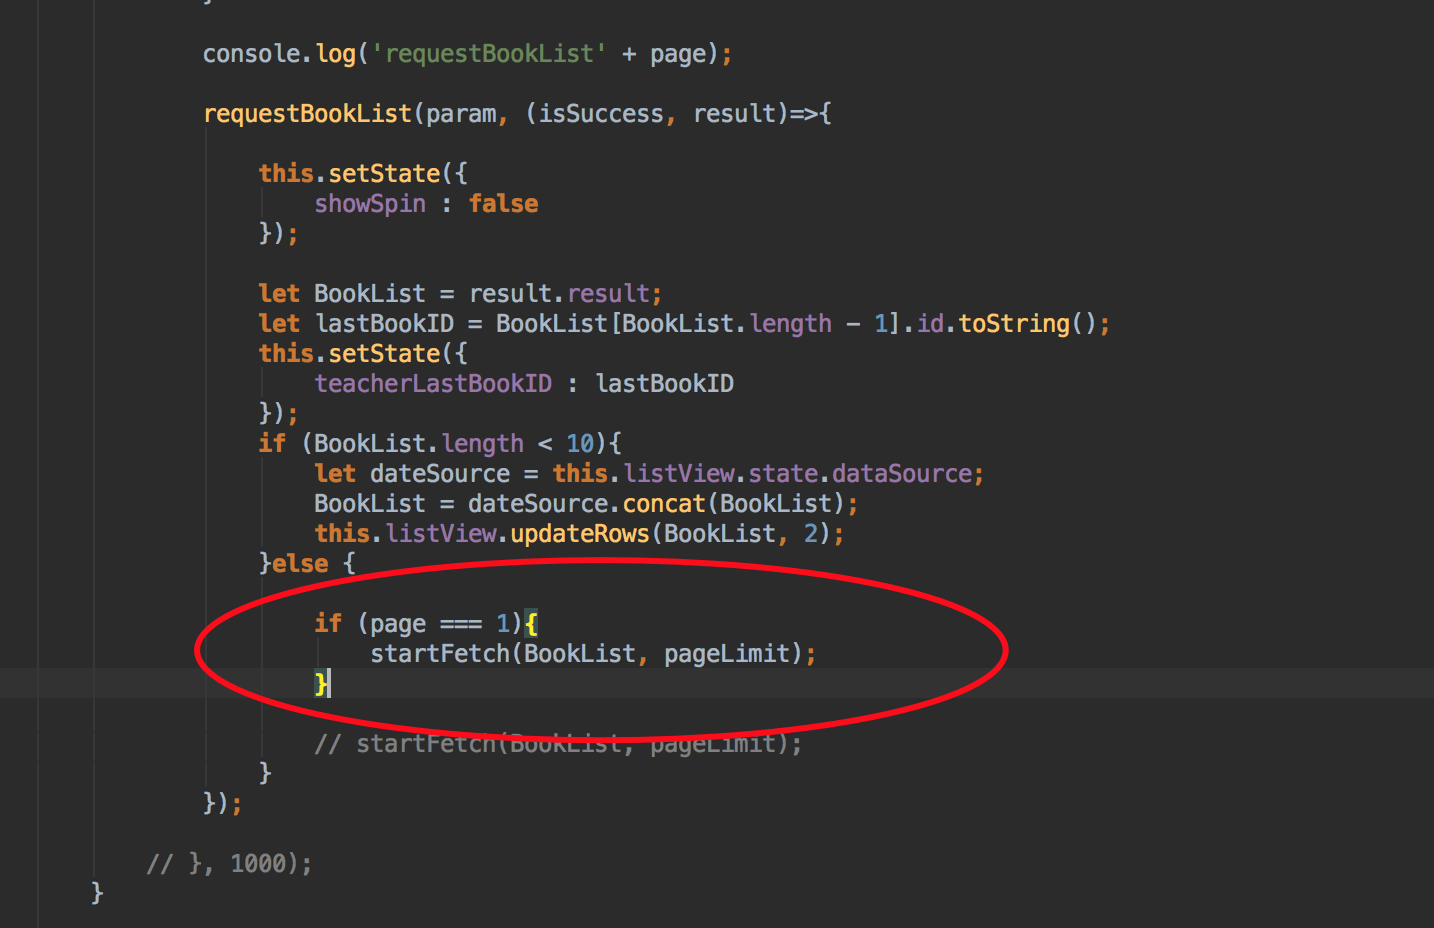 console.log('requestBookList' + page);
requestBookList(param, (isSuccess, result)=>{
this.setState({
showSpin : false
});
let BookList = result.result;
let lastBookID = BookList[BookList.length - 1].id.toString();
this.setState({
teacherLastBookID : lastBookID
});
if (BookList.length < 10){
let dateSource = this.listView.state.dataSource;
BookList = dateSource.concat(BookList);
this.listView.updateRows(BookList, 2);
}else {
if (page === 1){
startFetch(BookList, pageLimit);
}
// startFetch(BookList, pageLimit);
}
});
// }, 1000);
}